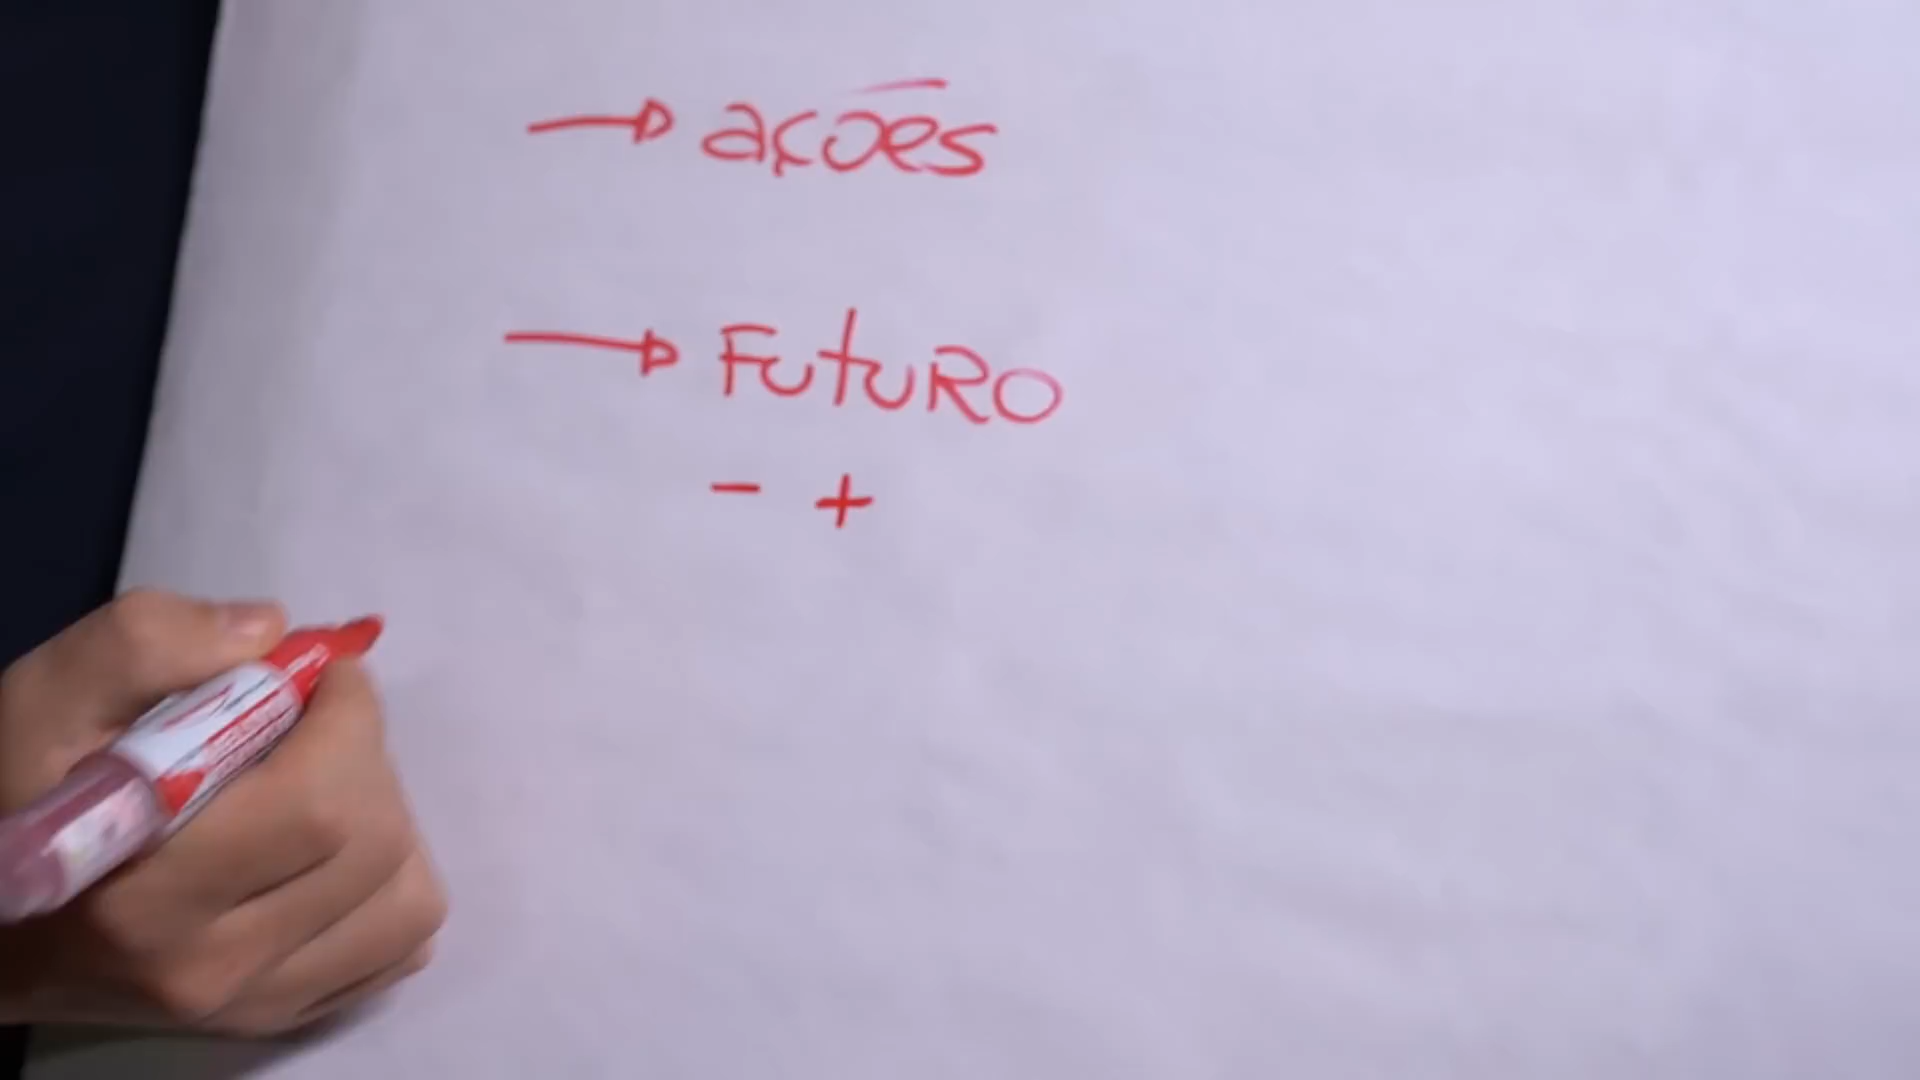 → ações
→ FUTURO
- +